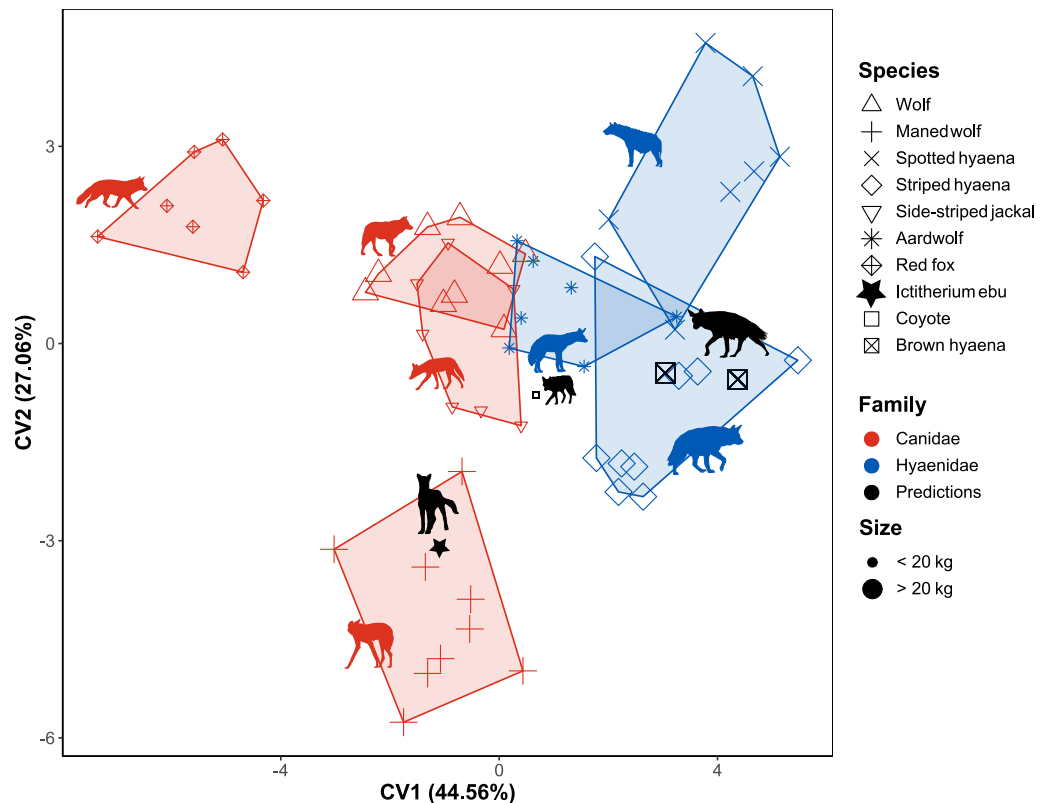 3
0
-3
-6
CV2 (27.06%)
-4
0
4
CV1 (44.56%)
Species
Wolf
Maned wolf
Spotted hyaena
Striped hyaena
Side-striped jackal
Aardwolf
Red fox
Ictitherium ebu
Coyote
Brown hyaena
Family
Canidae
Hyaenidae
Predictions
Size
< 20 kg
> 20 kg